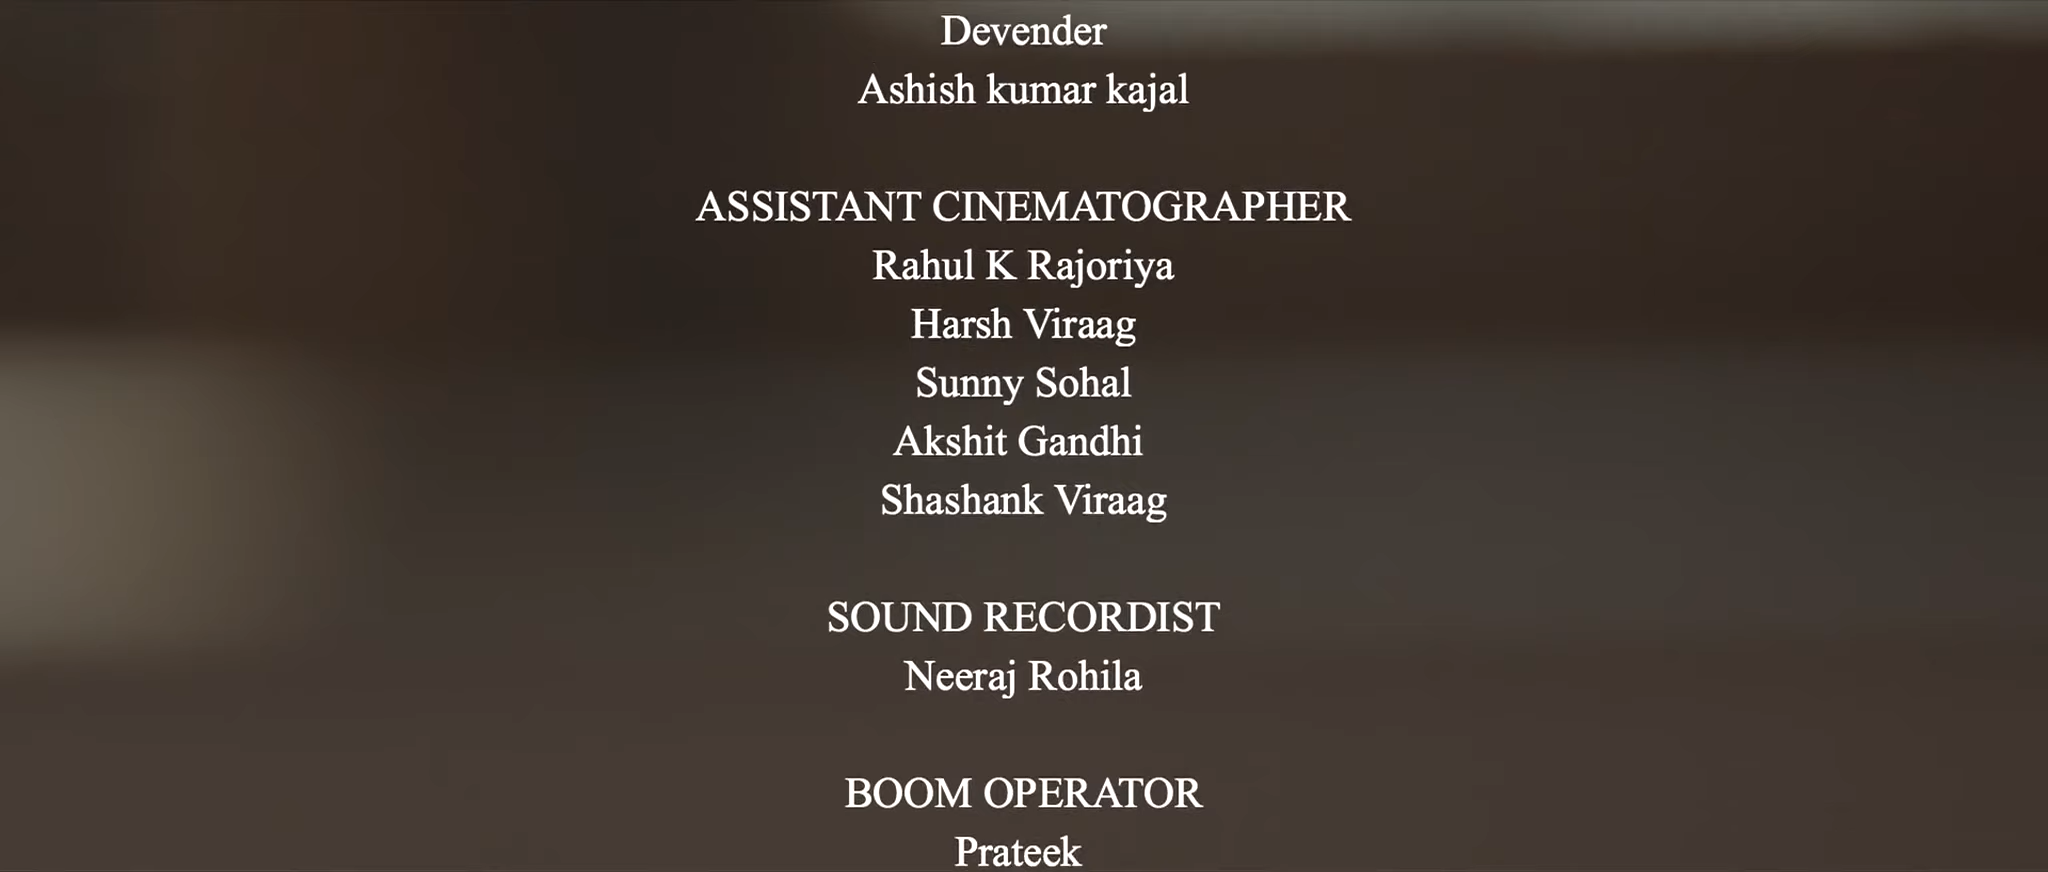 Devender
Ashish kumar kajal
ASSISTANT CINEMATOGRAPHER
Rahul K Rajoriya
Harsh Viraag
Sunny Sohal
Akshit Gandhi
Shashank Viraag
SOUND RECORDIST
Neeraj Rohila
BOOM OPERATOR
Prateek